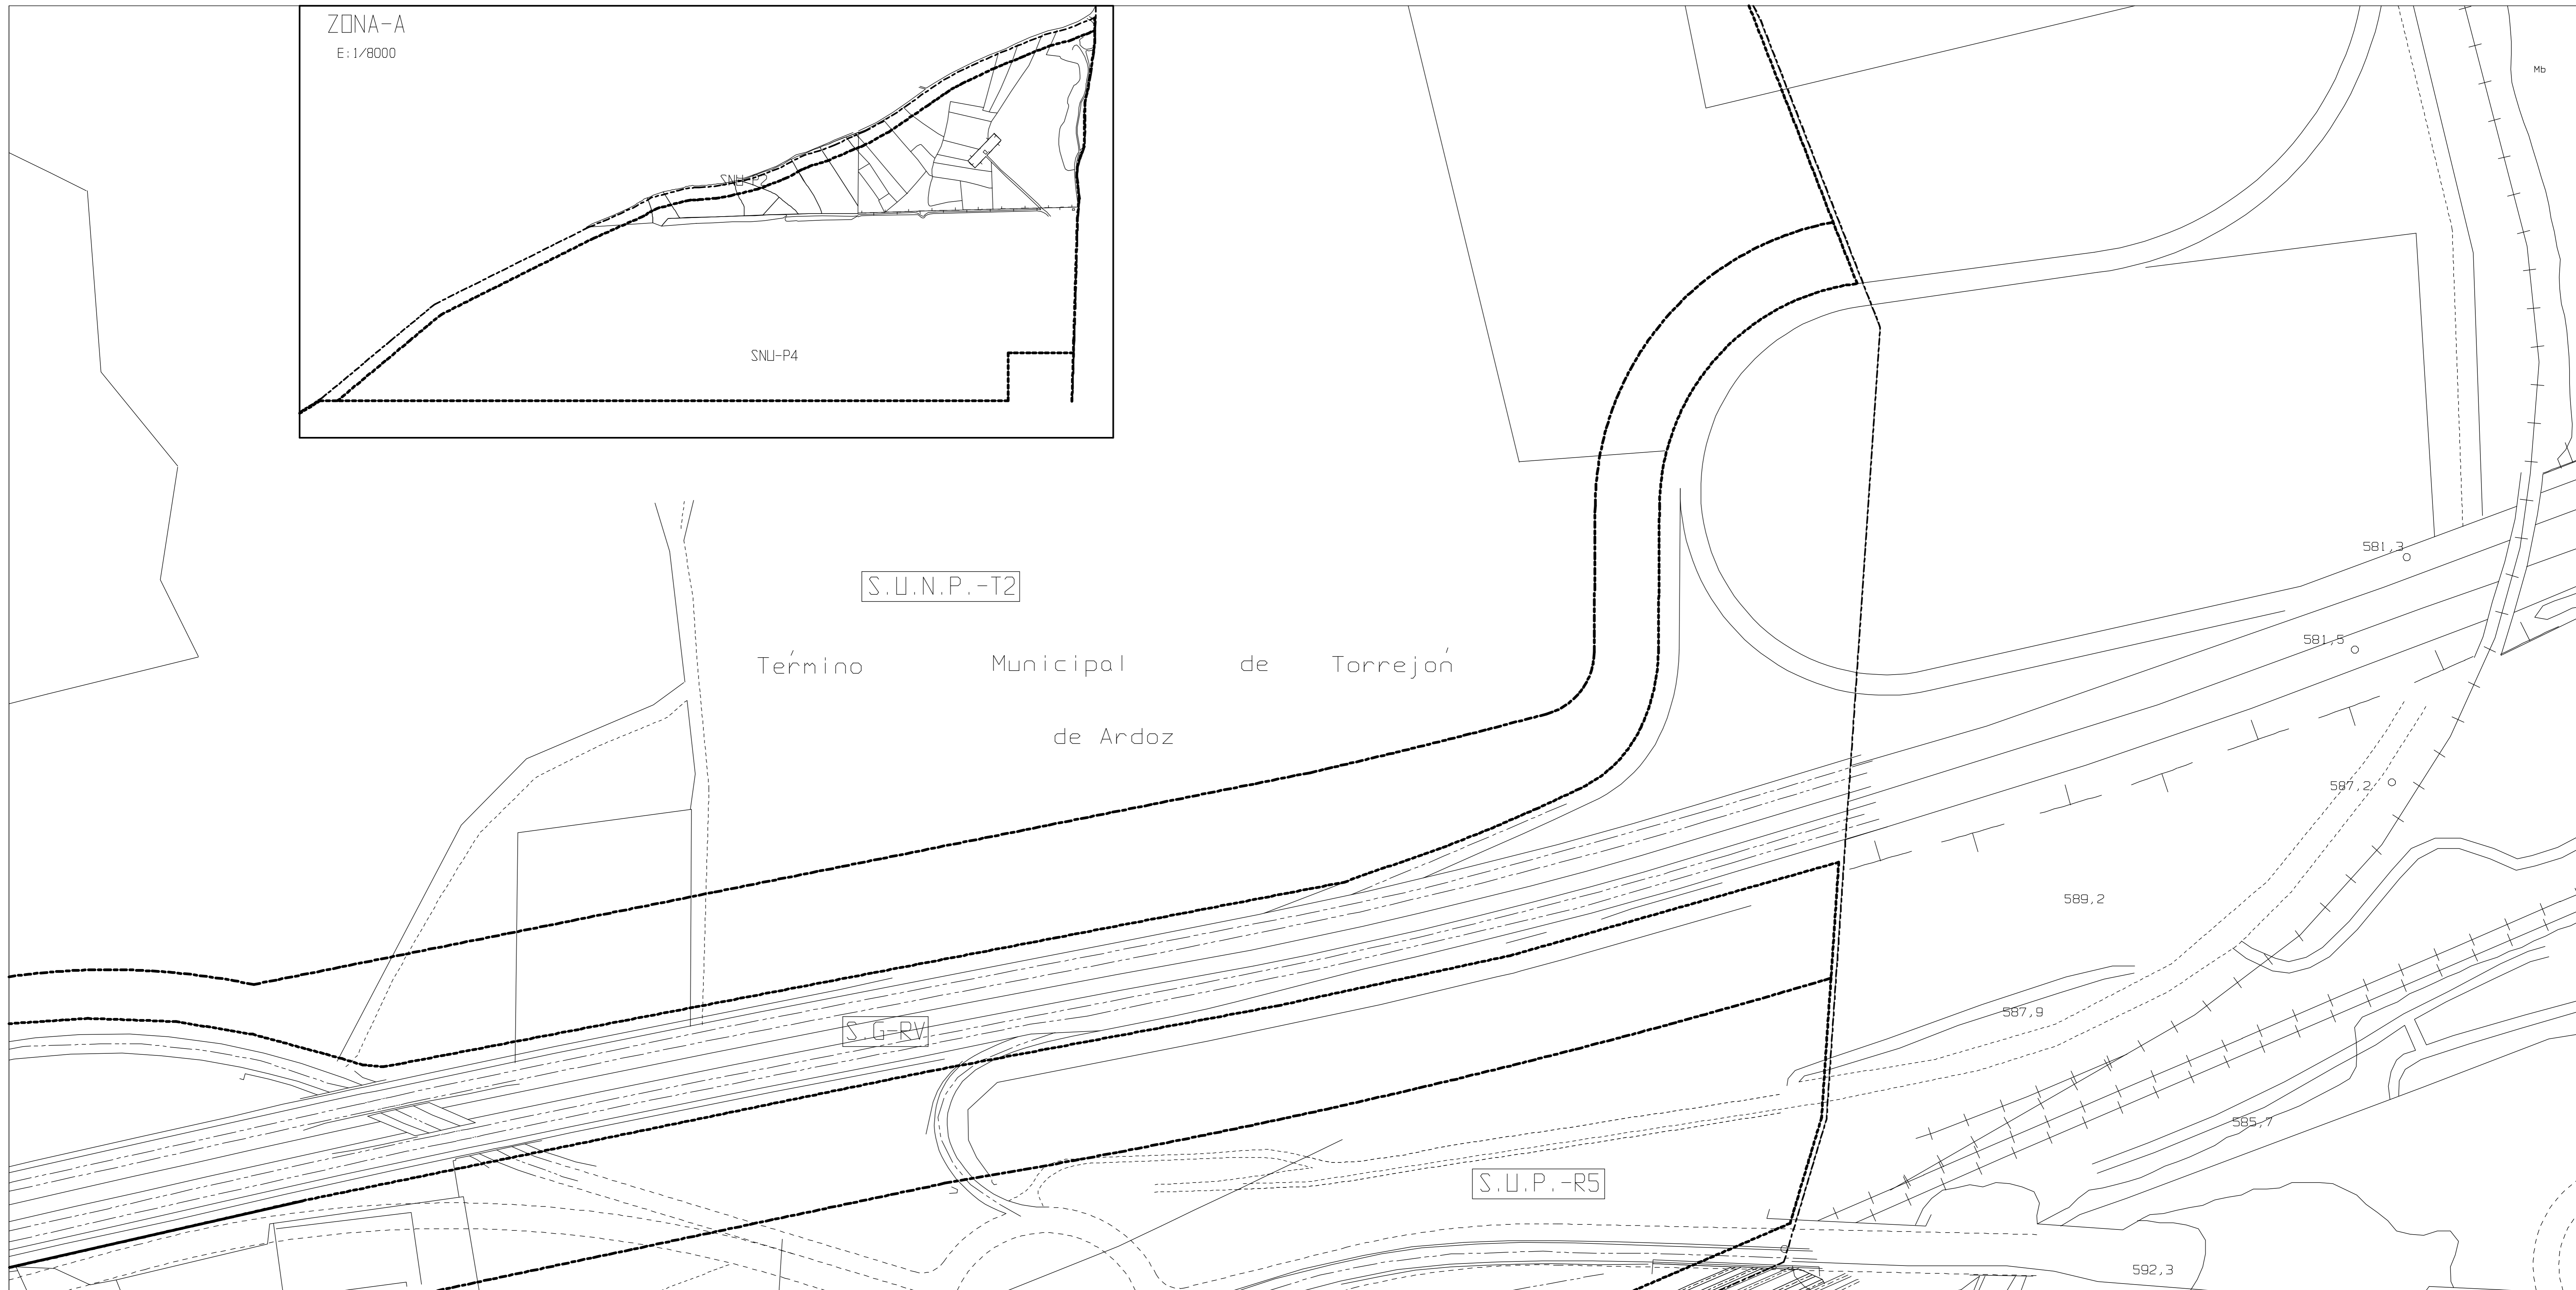 ZONA-A
E:1/8000
SNU-P4
Mb
581,3
S.U.N.P.-T2
581,5
Término Municipal de Torrejón
de Ardoz
587,2
589,2
587,9
S.G-RV
585,7
S.U.P.-R5
592,3